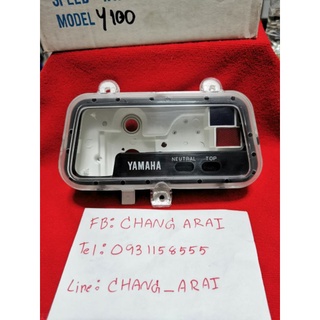 MODEL Y100
YAMAHA
NEUTRAL TOP
FB: CHANG ARAI
Tel: 0931158555
Line: CHANG_ARAI